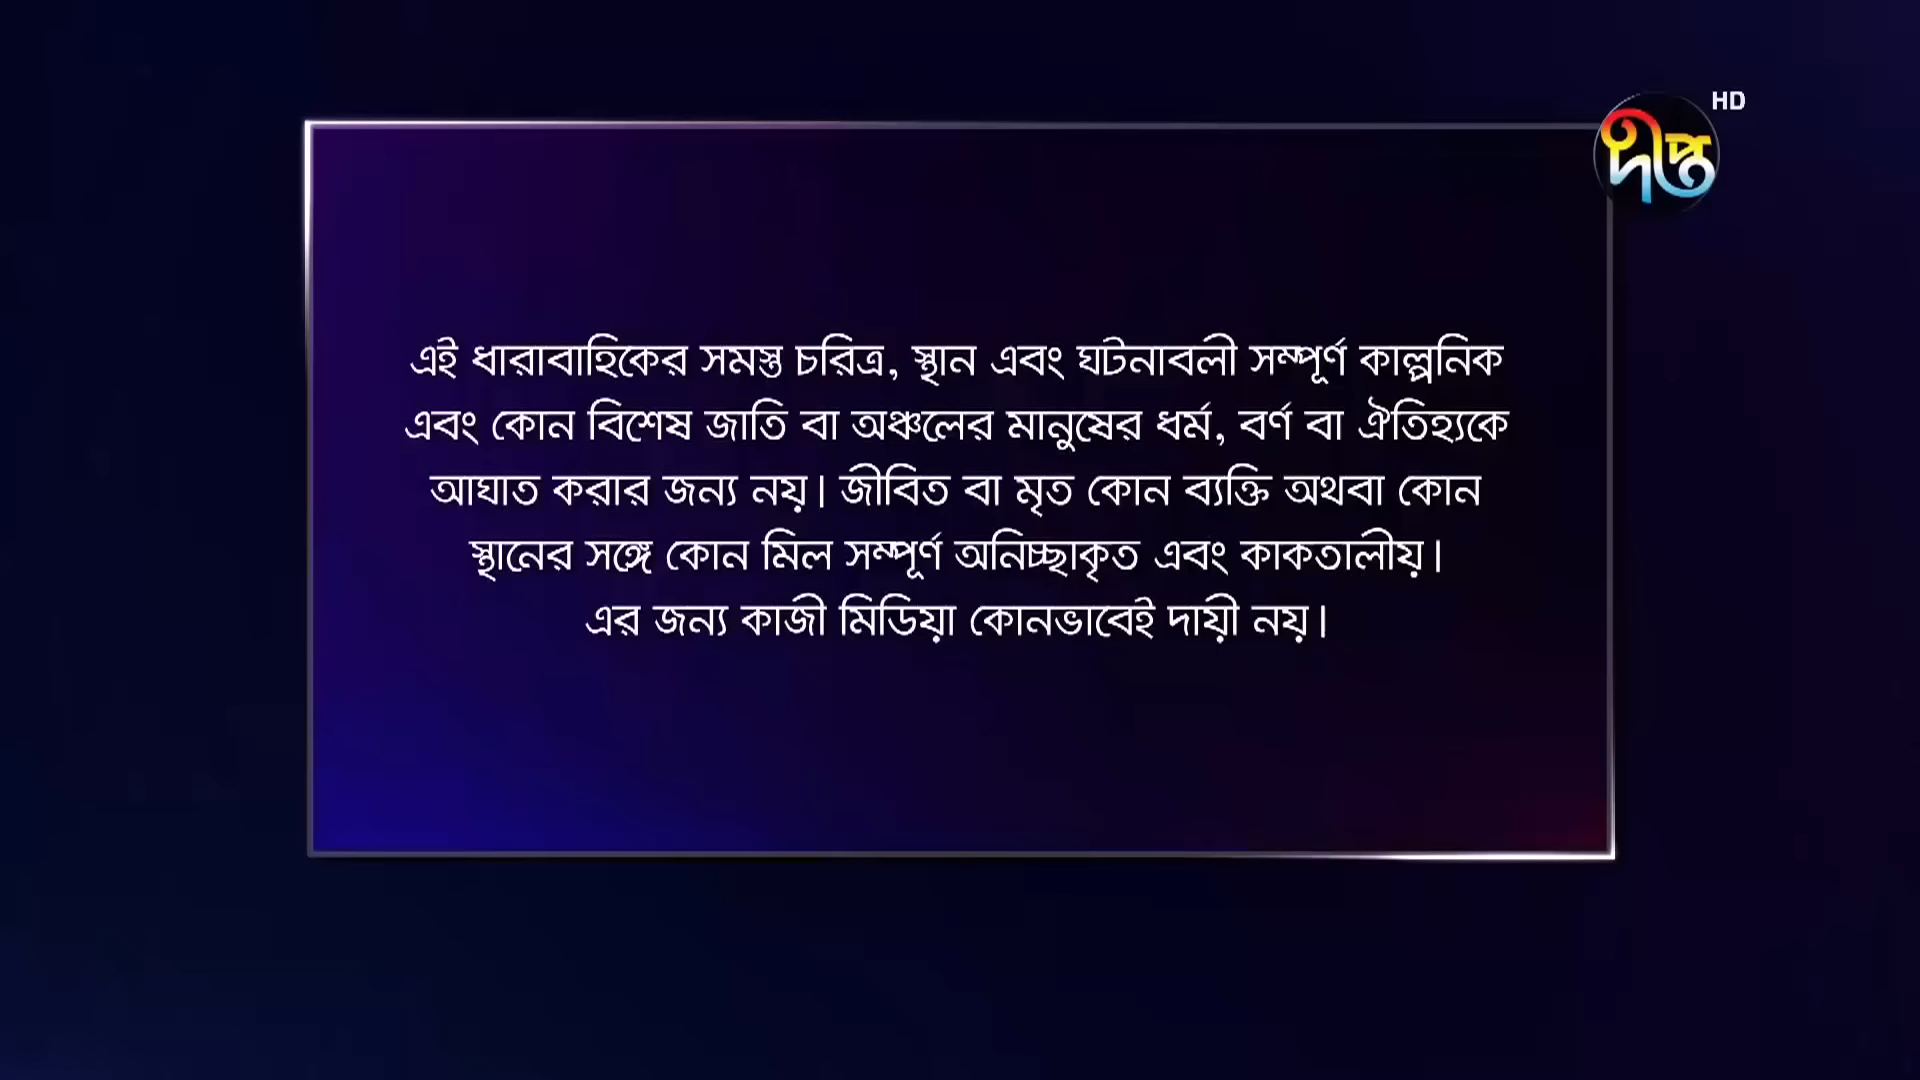 HD
দীপ্ত
এই ধারাবাহিকের সমস্ত চরিত্র, স্থান এবং ঘটনাবলী সম্পূর্ণ কাল্পনিক
এবং কোন বিশেষ জাতি বা অঞ্চলের মানুষের ধর্ম, বর্ণ বা ঐতিহ্যকে
আঘাত করার জন্য নয়। জীবিত বা মৃত কোন ব্যক্তি অথবা কোন
স্থানের সঙ্গে কোন মিল সম্পূর্ণ অনিচ্ছাকৃত এবং কাকতালীয়।
এর জন্য কাজী মিডিয়া কোনভাবেই দায়ী নয়।